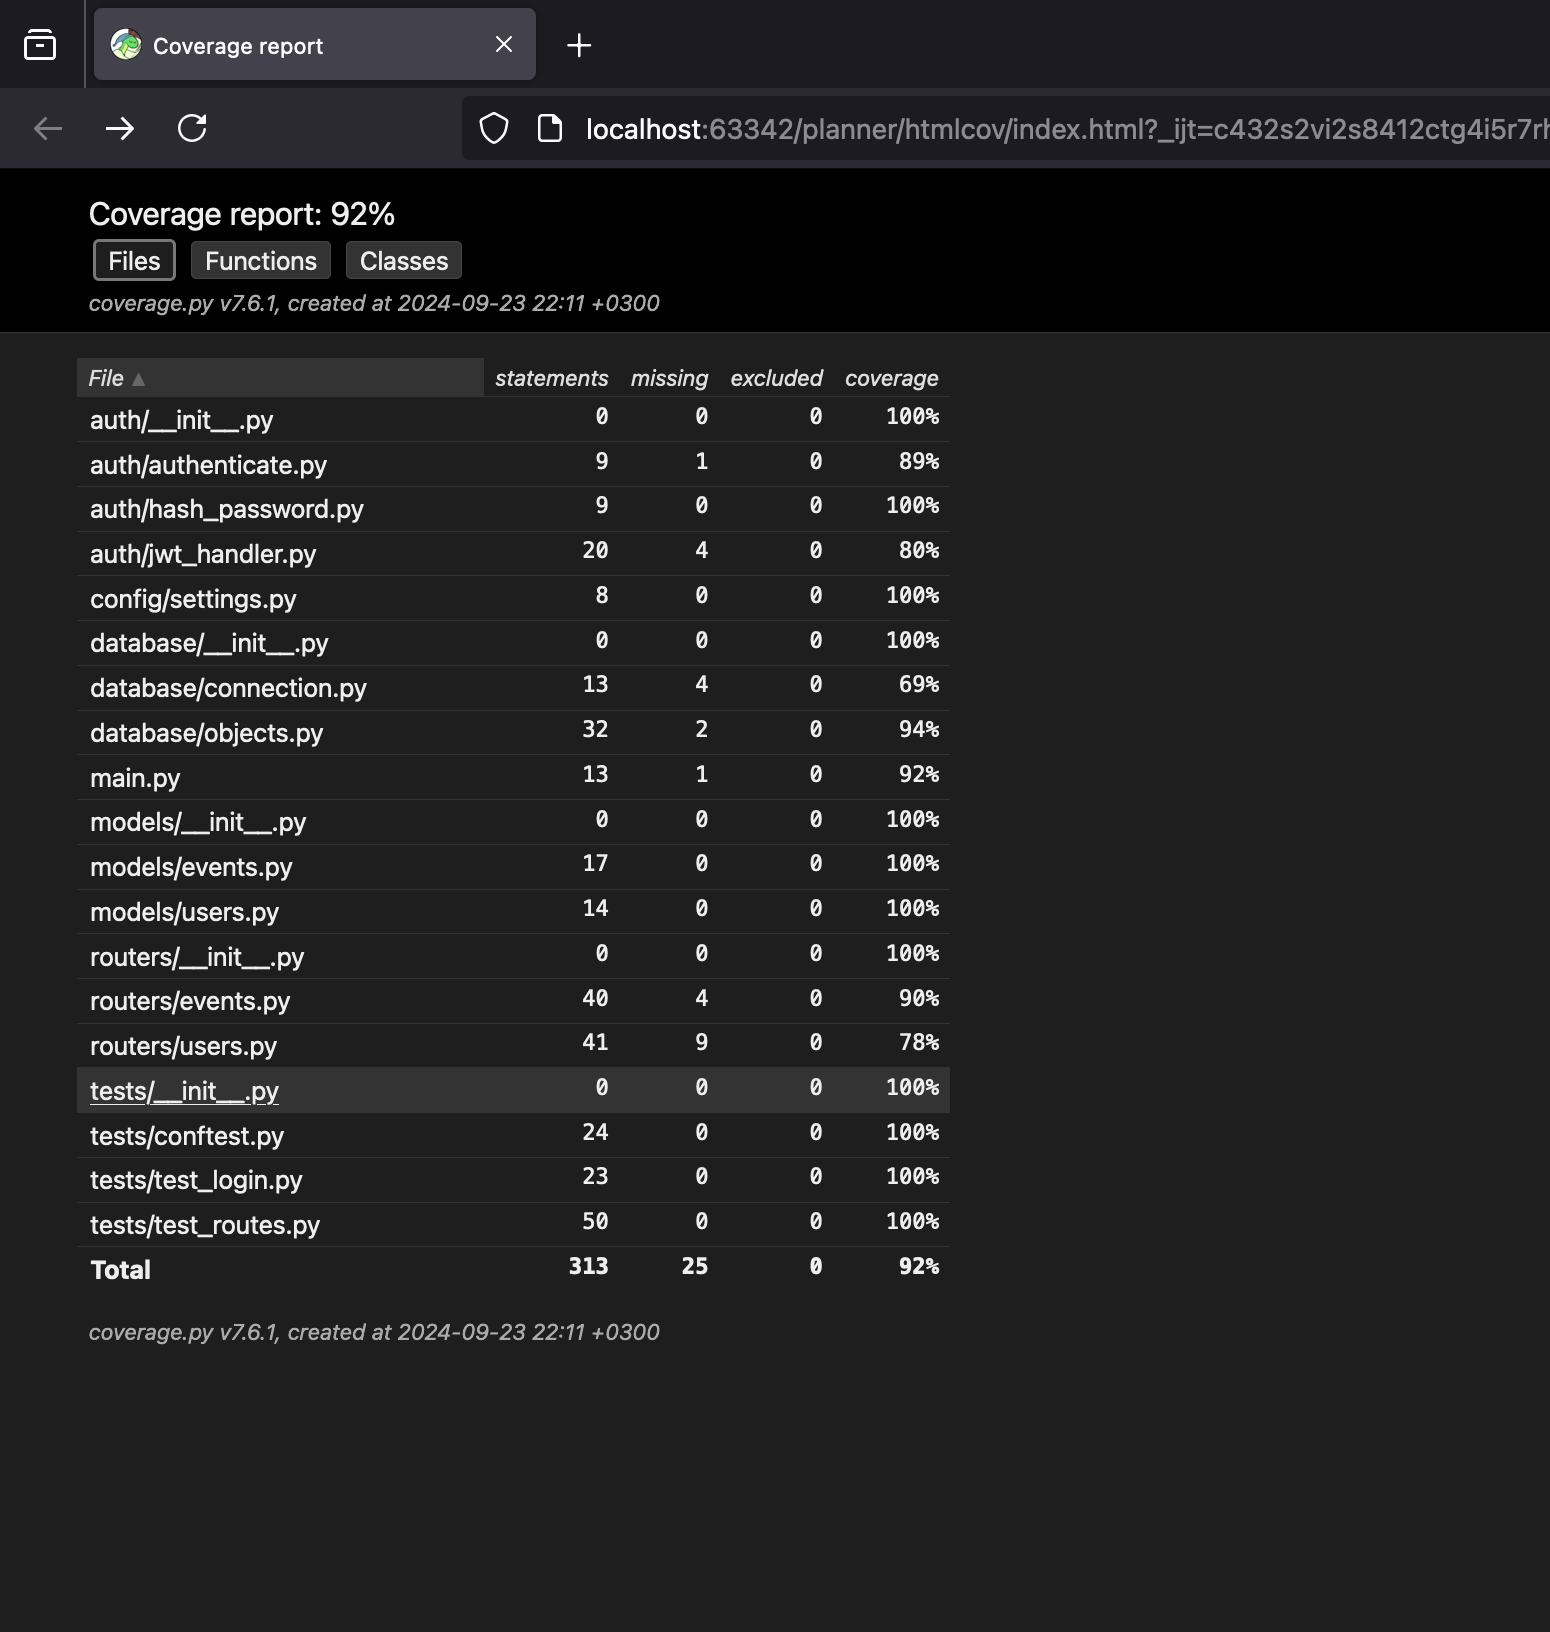 Coverage report
localhost:63342/planner/htmlcov/index.html?_ijt=c432s2vi2s8412ctg4i5r7rh
Coverage report: 92%
Files Functions Classes
coverage.py v7.6.1, created at 2024-09-23 22:11 +0300
File ▲ statements missing excluded coverage
auth/__init__.py 0 0 0 100%
auth/authenticate.py 9 1 0 89%
auth/hash_password.py 9 0 0 100%
auth/jwt_handler.py 20 4 0 80%
config/settings.py 8 0 0 100%
database/__init__.py 0 0 0 100%
database/connection.py 13 4 0 69%
database/objects.py 32 2 0 94%
main.py 13 1 0 92%
models/__init__.py 0 0 0 100%
models/events.py 17 0 0 100%
models/users.py 14 0 0 100%
routers/__init__.py 0 0 0 100%
routers/events.py 40 4 0 90%
routers/users.py 41 9 0 78%
tests/__init__.py 0 0 0 100%
tests/conftest.py 24 0 0 100%
tests/test_login.py 23 0 0 100%
tests/test_routes.py 50 0 0 100%
Total 313 25 0 92%
coverage.py v7.6.1, created at 2024-09-23 22:11 +0300